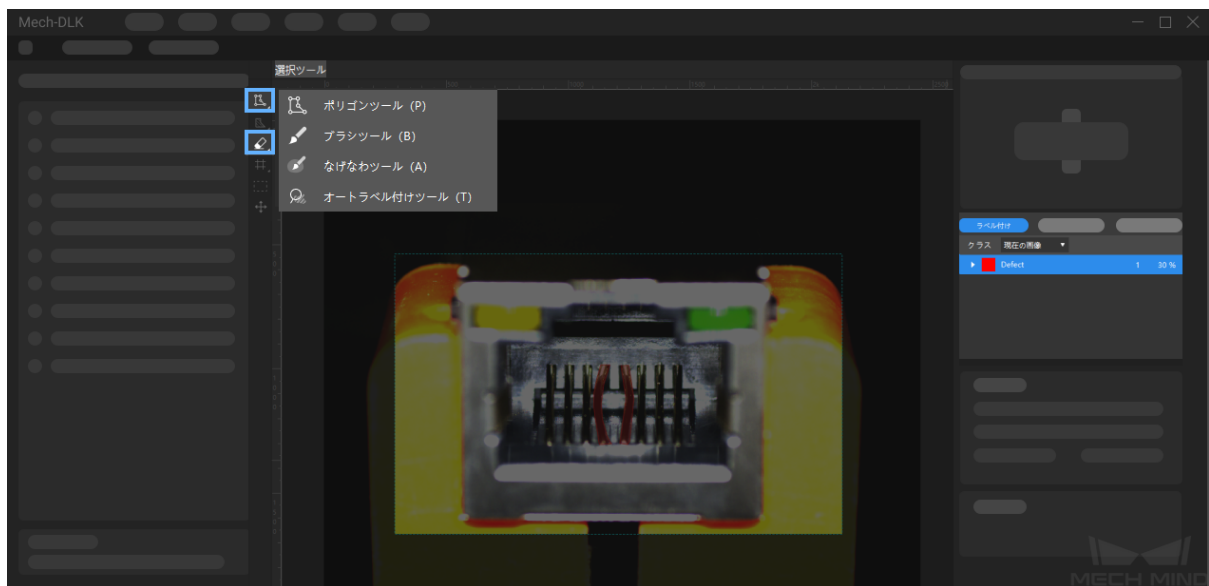 Mech-DLK
選択ツール
ポリゴンツール (P)
ブラシツール (B)
なげなわツール (A)
オートラベル付けツール (T)
ラベル付け
クラス 現在の画像
Defect 1 30 %
MECH MIND